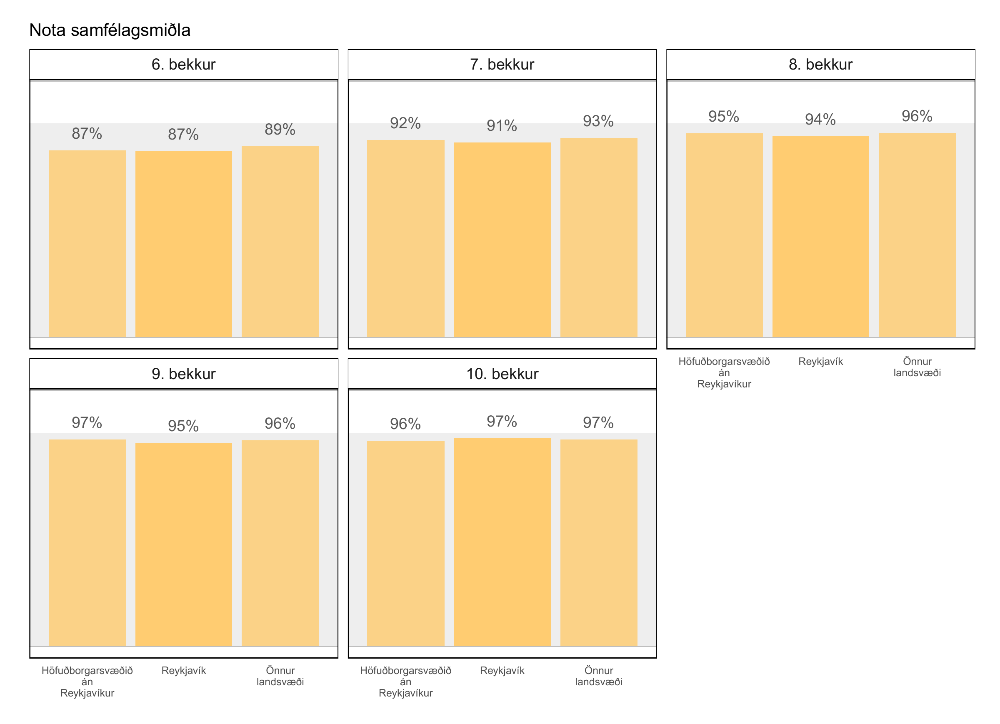 Nota samfélagsmiðla
6. bekkur
87%
87%
89%
7. bekkur
92%
91%
93%
8. bekkur
95%
94%
96%
Höfuðborgarsvæðið
án
Reykjavíkur
Reykjavík
Önnur
landsvæði
9. bekkur
97%
95%
96%
Höfuðborgarsvæðið
án
Reykjavíkur
Reykjavík
Önnur
landsvæði
10. bekkur
96%
97%
97%
Höfuðborgarsvæðið
án
Reykjavíkur
Reykjavík
Önnur
landsvæði